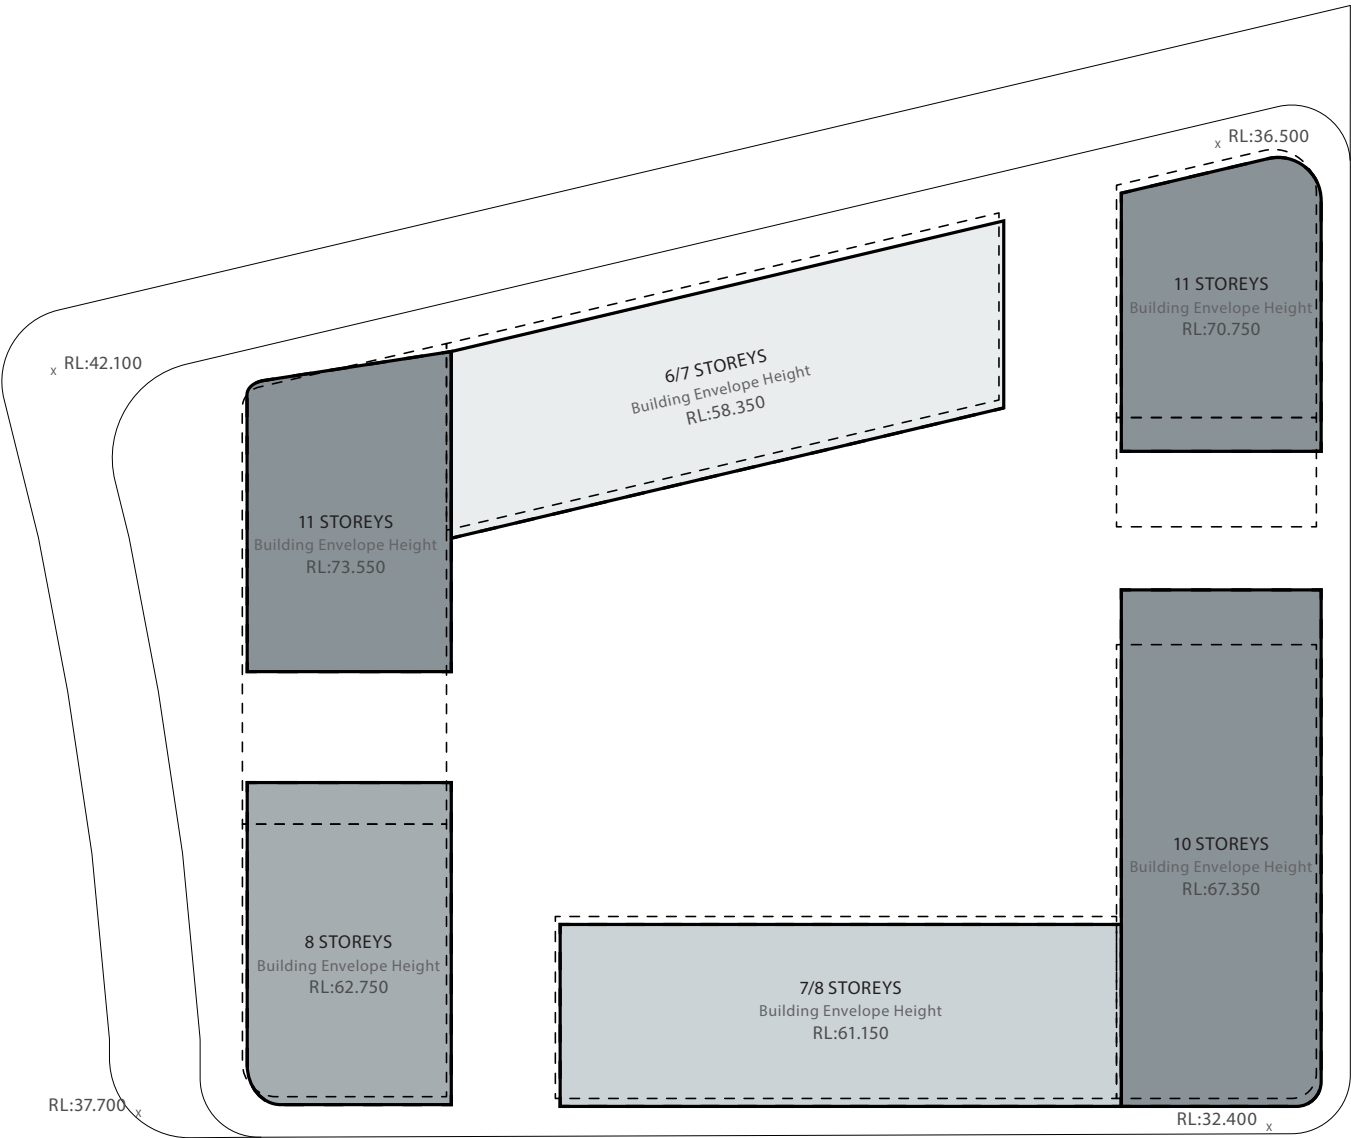 x RL:36.500
11 STOREYS
Building Envelope Height
RL:70.750
x RL:42.100
6/7 STOREYS
Building Envelope Height
RL:58.350
11 STOREYS
Building Envelope Height
RL:73.550
10 STOREYS
Building Envelope Height
RL:67.350
8 STOREYS
Building Envelope Height
RL:62.750
7/8 STOREYS
Building Envelope Height
RL:61.150
RL:37.700 x
RL:32.400 x